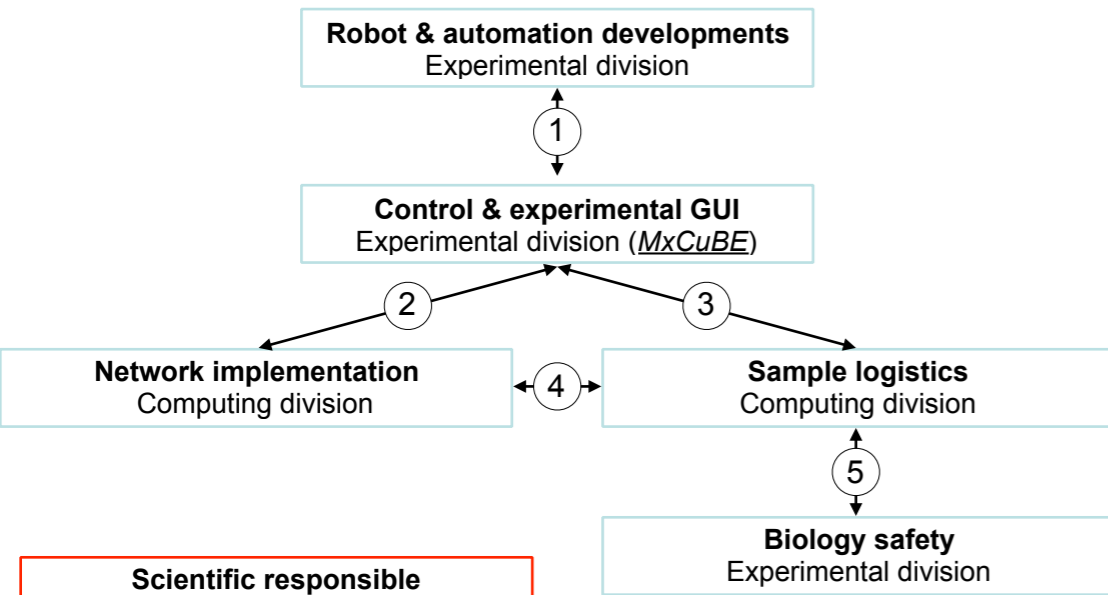 Robot & automation developments
Experimental division
1
Control & experimental GUI
Experimental division (MxCuBE)
2
3
Network implementation
Computing division
4
Sample logistics
Computing division
5
Biology safety
Experimental division
Scientific responsible